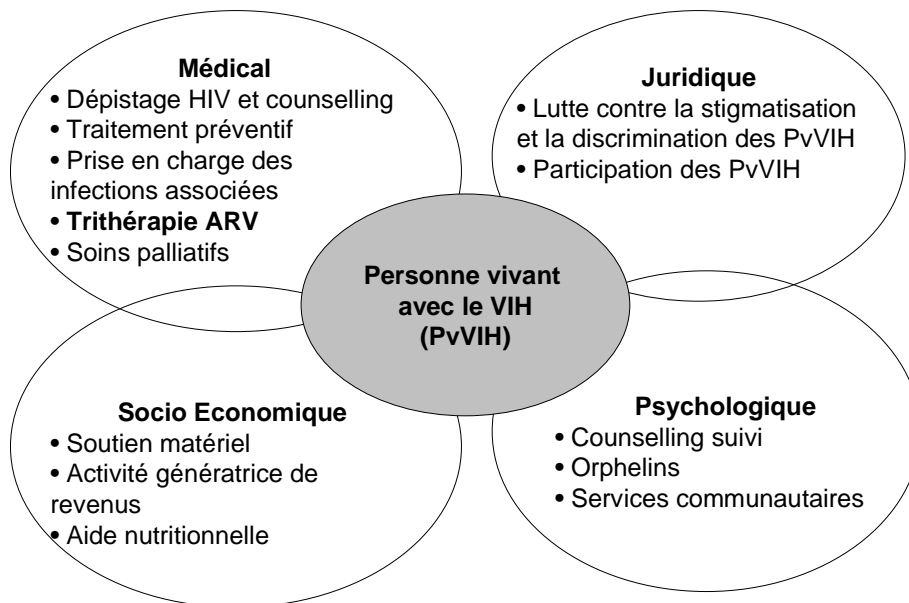 Médical
• Dépistage HIV et counselling
• Traitement préventif
• Prise en charge des
infections associées
• Trithérapie ARV
• Soins palliatifs
Juridique
• Lutte contre la stigmatisation
et la discrimination des PvVIH
• Participation des PvVIH
Personne vivant
avec le VIH
(PvVIH)
Socio Economique
• Soutien matériel
• Activité génératrice de
revenus
• Aide nutritionnelle
Psychologique
• Counselling suivi
• Orphelins
• Services communautaires